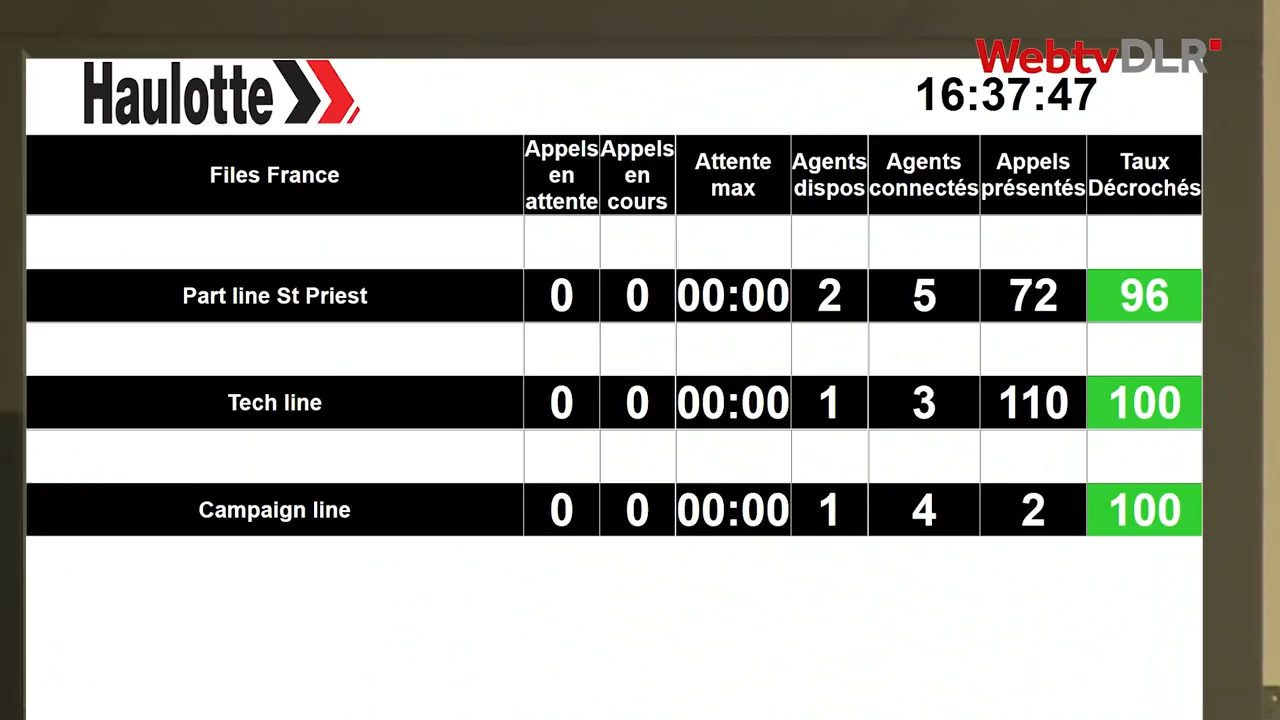 WebtvDLR
Haulotte
16:37:47
Files France
Appels en attente
Appels en cours
Attente max
Agents dispos
Agents connectés
Appels présentés
Taux Décrochés
Part line St Priest 0 0 00:00 2 5 72 96
Tech line 0 0 00:00 1 3 110 100
Campaign line 0 0 00:00 1 4 2 100